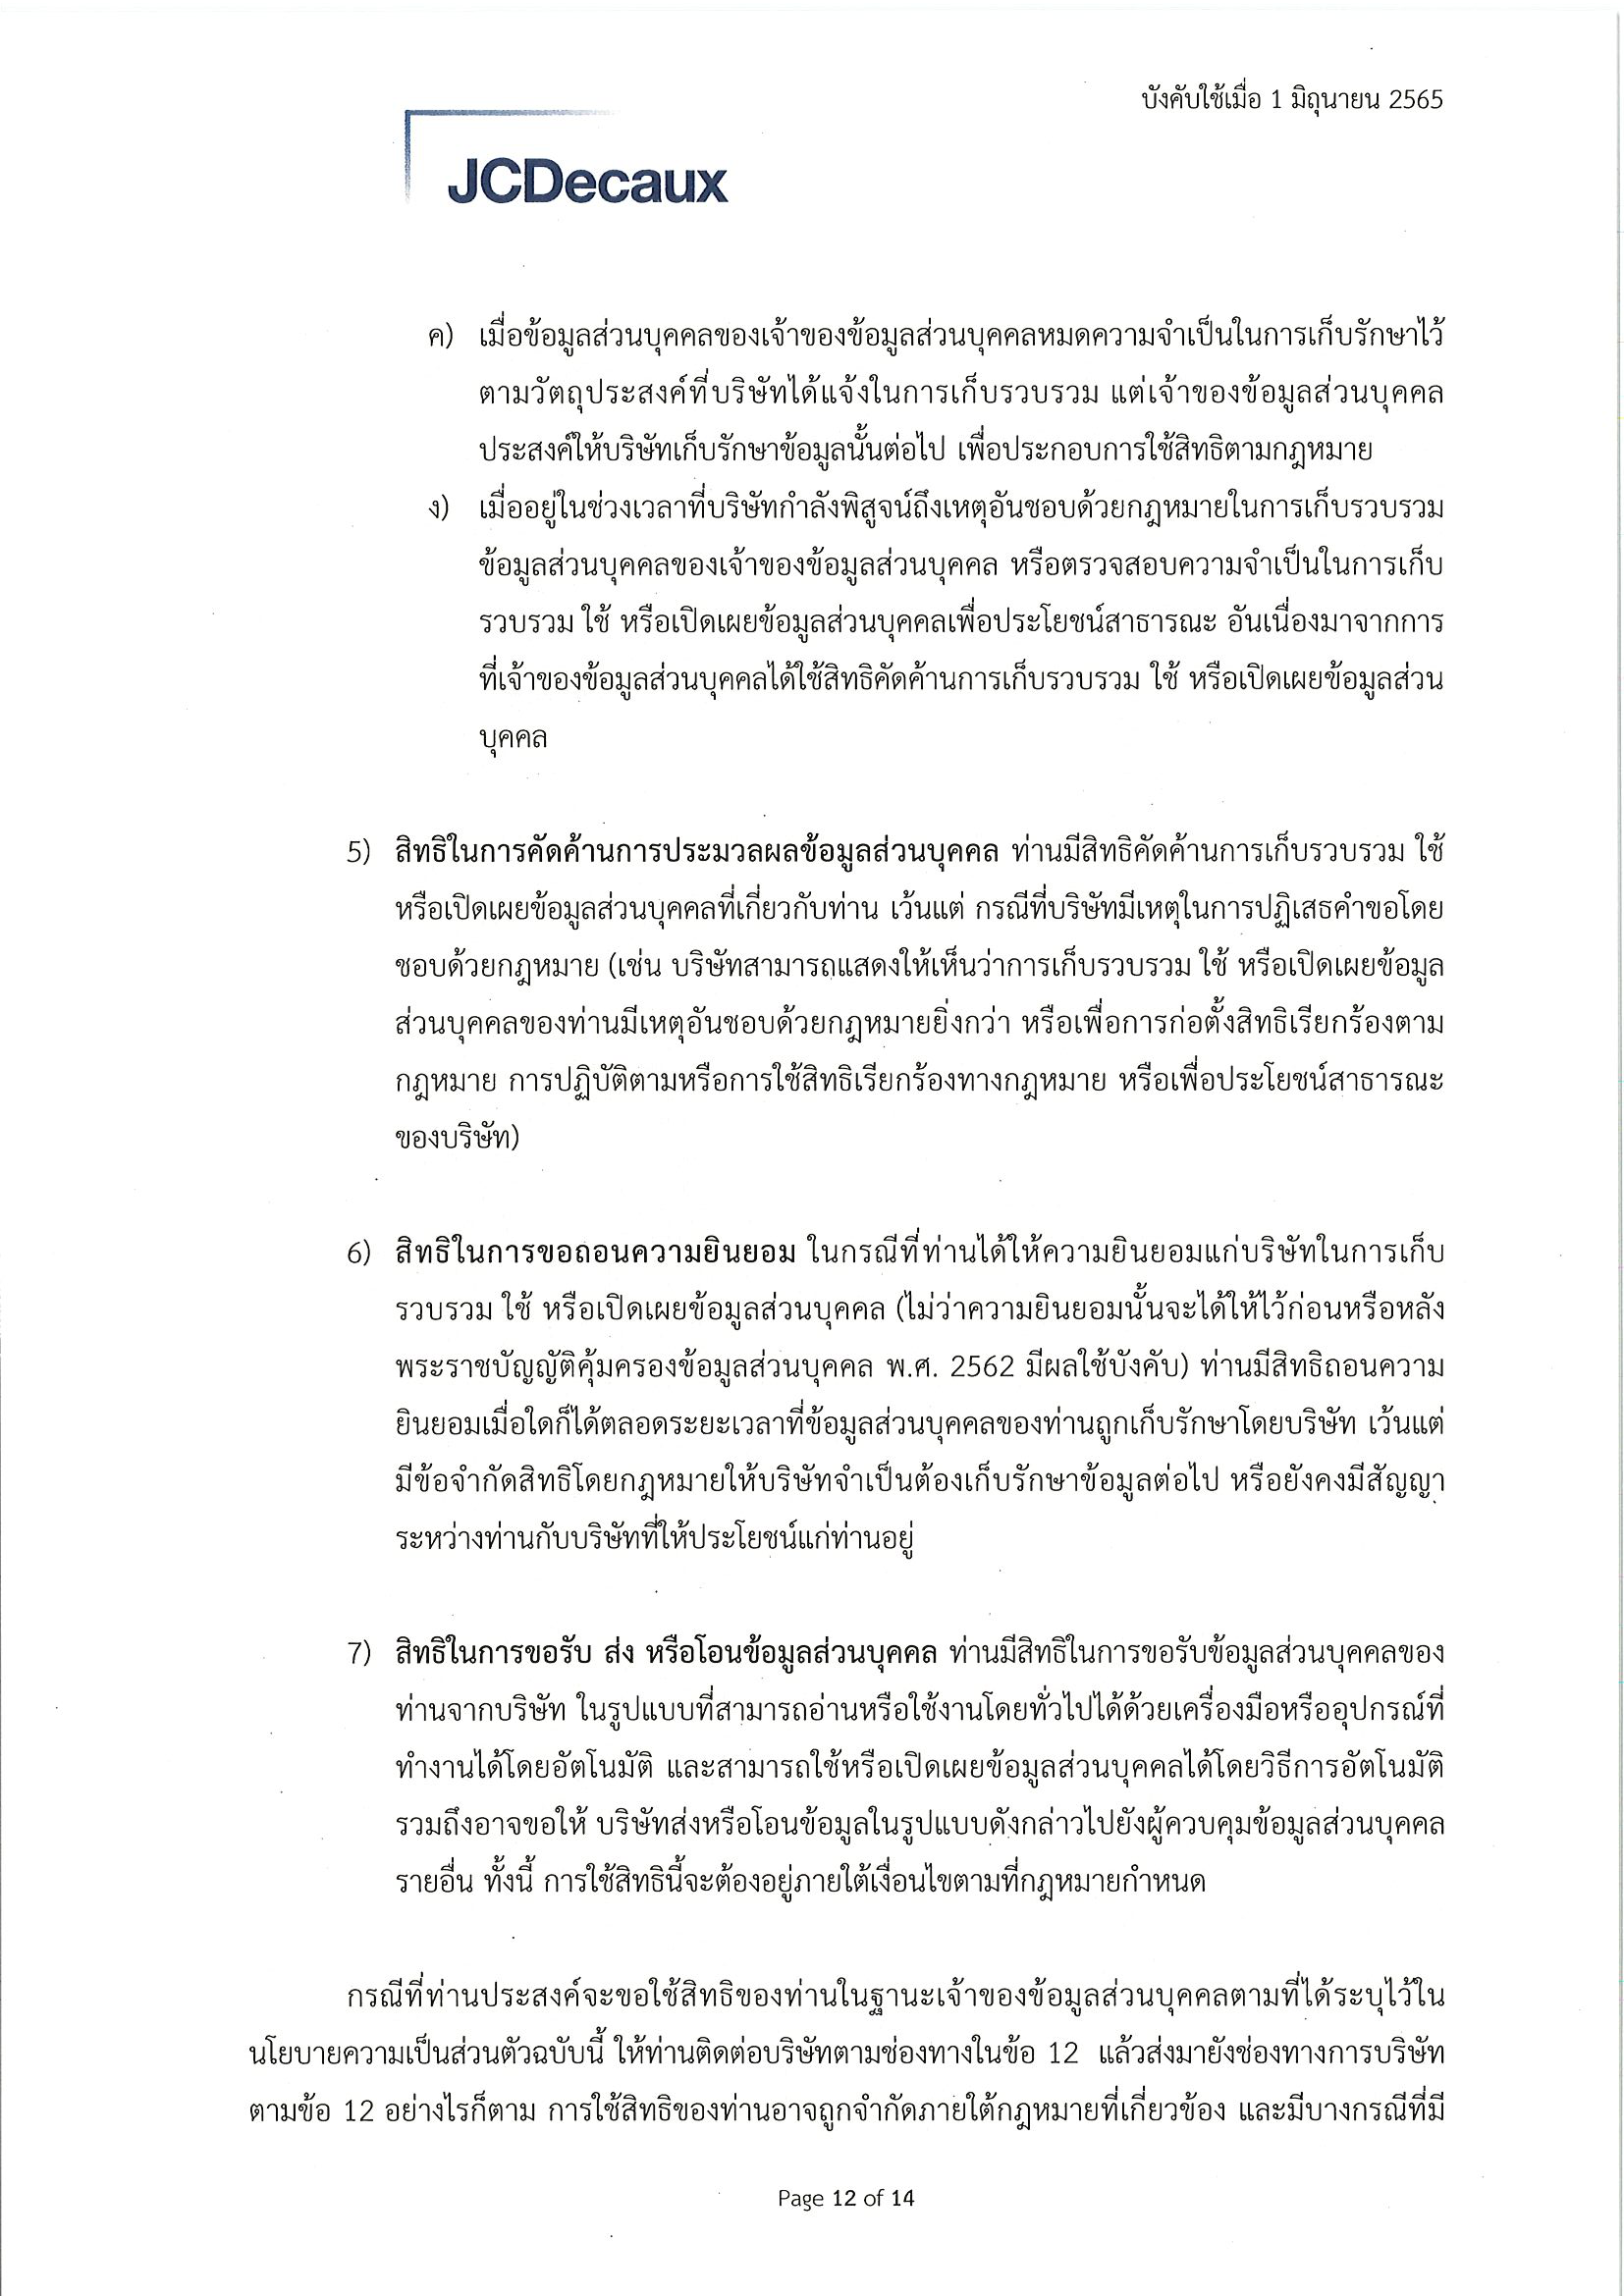 บังคับใช้เมื่อ 1 มิถุนายน 2565
JCDecaux
ค) เมื่อข้อมูลส่วนบุคคลของเจ้าของข้อมูลส่วนบุคคลหมดความจำเป็นในการเก็บรักษาไว้
ตามวัตถุประสงค์ที่บริษัทได้แจ้งในการเก็บรวบรวม แต่เจ้าของข้อมูลส่วนบุคคล
ประสงค์ให้บริษัทเก็บรักษาข้อมูลนั้นต่อไป เพื่อประกอบการใช้สิทธิตามกฎหมาย
ง) เมื่ออยู่ในช่วงเวลาที่บริษัทกำลังพิสูจน์ถึงเหตุอันชอบด้วยกฎหมายในการเก็บรวบรวม
ข้อมูลส่วนบุคคลของเจ้าของข้อมูลส่วนบุคคล หรือตรวจสอบความจำเป็นในการเก็บ
รวบรวม ใช้ หรือเปิดเผยข้อมูลส่วนบุคคลเพื่อประโยชน์สาธารณะ อันเนื่องมาจากการ
ที่เจ้าของข้อมูลส่วนบุคคลได้ใช้สิทธิคัดค้านการเก็บรวบรวม ใช้ หรือเปิดเผยข้อมูลส่วน
บุคคล
5) สิทธิในการคัดค้านการประมวลผลข้อมูลส่วนบุคคล ท่านมีสิทธิคัดค้านการเก็บรวบรวม ใช้
หรือเปิดเผยข้อมูลส่วนบุคคลที่เกี่ยวกับท่าน เว้นแต่ กรณีที่บริษัทมีเหตุในการปฏิเสธคำขอโดย
ชอบด้วยกฎหมาย (เช่น บริษัทสามารถแสดงให้เห็นว่าการเก็บรวบรวม ใช้ หรือเปิดเผยข้อมูล
ส่วนบุคคลของท่านมีเหตุอันชอบด้วยกฎหมายยิ่งกว่า หรือเพื่อการก่อตั้งสิทธิเรียกร้องตาม
กฎหมาย การปฏิบัติตามหรือการใช้สิทธิเรียกร้องทางกฎหมาย หรือเพื่อประโยชน์สาธารณะ
ของบริษัท)
6) สิทธิในการขอถอนความยินยอม ในกรณีที่ท่านได้ให้ความยินยอมแก่บริษัทในการเก็บ
รวบรวม ใช้ หรือเปิดเผยข้อมูลส่วนบุคคล (ไม่ว่าความยินยอมนั้นจะได้ให้ไว้ก่อนหรือหลัง
พระราชบัญญัติคุ้มครองข้อมูลส่วนบุคคล พ.ศ. 2562 มีผลใช้บังคับ) ท่านมีสิทธิถอนความ
ยินยอมเมื่อใดก็ได้ตลอดระยะเวลาที่ข้อมูลส่วนบุคคลของท่านถูกเก็บรักษาโดยบริษัท เว้นแต่
มีข้อจำกัดสิทธิโดยกฎหมายให้บริษัทจำเป็นต้องเก็บรักษาข้อมูลต่อไป หรือยังคงมีสัญญา
ระหว่างท่านกับบริษัทที่ให้ประโยชน์แก่ท่านอยู่
7) สิทธิในการขอรับ ส่ง หรือโอนข้อมูลส่วนบุคคล ท่านมีสิทธิในการขอรับข้อมูลส่วนบุคคลของ
ท่านจากบริษัท ในรูปแบบที่สามารถอ่านหรือใช้งานโดยทั่วไปได้ด้วยเครื่องมือหรืออุปกรณ์ที่
ทำงานได้โดยอัตโนมัติ และสามารถใช้หรือเปิดเผยข้อมูลส่วนบุคคลได้โดยวิธีการอัตโนมัติ
รวมถึงอาจขอให้ บริษัทส่งหรือโอนข้อมูลในรูปแบบดังกล่าวไปยังผู้ควบคุมข้อมูลส่วนบุคคล
รายอื่น ทั้งนี้ การใช้สิทธินี้จะต้องอยู่ภายใต้เงื่อนไขตามที่กฎหมายกำหนด
กรณีที่ท่านประสงค์จะขอใช้สิทธิของท่านในฐานะเจ้าของข้อมูลส่วนบุคคลตามที่ได้ระบุไว้ใน
นโยบายความเป็นส่วนตัวฉบับนี้ ให้ท่านติดต่อบริษัทตามช่องทางในข้อ 12 แล้วส่งมายังช่องทางการบริษัท
ตามข้อ 12 อย่างไรก็ตาม การใช้สิทธิของท่านอาจถูกจำกัดภายใต้กฎหมายที่เกี่ยวข้อง และมีบางกรณีที่มี
Page 12 of 14